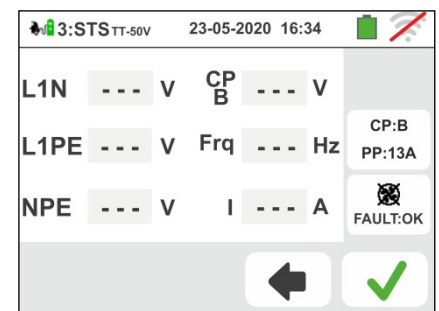 3:STS TT-50V 23-05-2020 16:34
L1N - - - V CP B - - - V
L1PE - - - V Frq - - - Hz
NPE - - - V I - - - A
CP:B
PP:13A
FAULT:OK